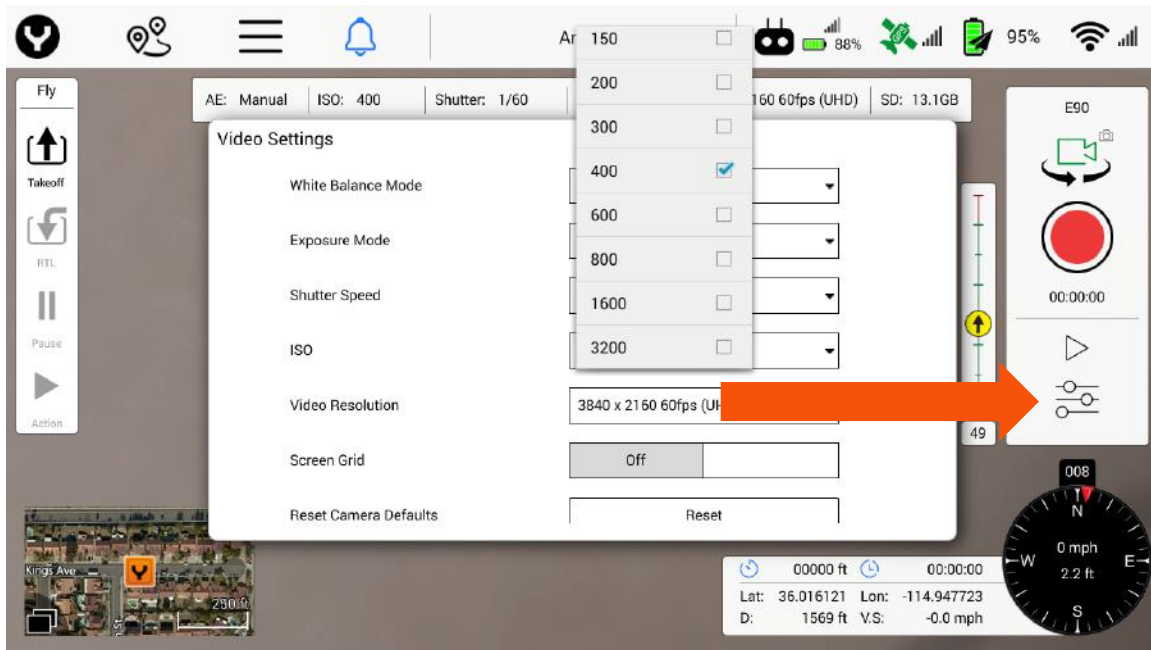 Ar
88%
95%
Fly
Takeoff
RTL
Pause
Action
AE: Manual ISO: 400 Shutter: 1/60 160 60fps (UHD) SD: 13.1GB
Video Settings
White Balance Mode
Exposure Mode
Shutter Speed
ISO
Video Resolution 3840 x 2160 60fps (UH
Screen Grid Off
Reset Camera Defaults Reset
150
200
300
400
600
800
1600
3200
E90
00:00:00
49
008
N
W E
S
0 mph
2.2 ft
Kings Ave
250 ft
00000 ft 00:00:00
Lat: 36.016121 Lon: -114.947723
D: 1569 ft V.S: -0.0 mph